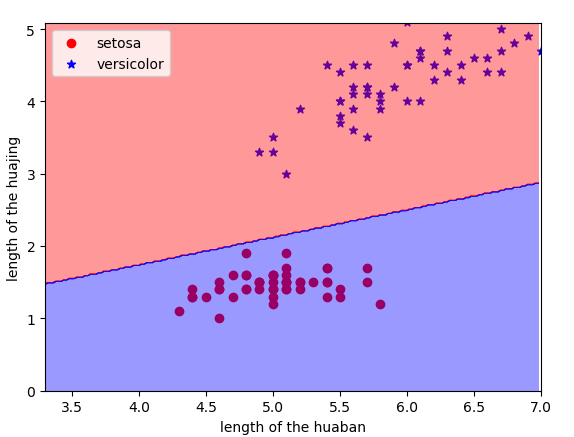 5
setosa
versicolor
4
length of the huajing
3
2
1
0
3.5 4.0 4.5 5.0 5.5 6.0 6.5 7.0
length of the huaban